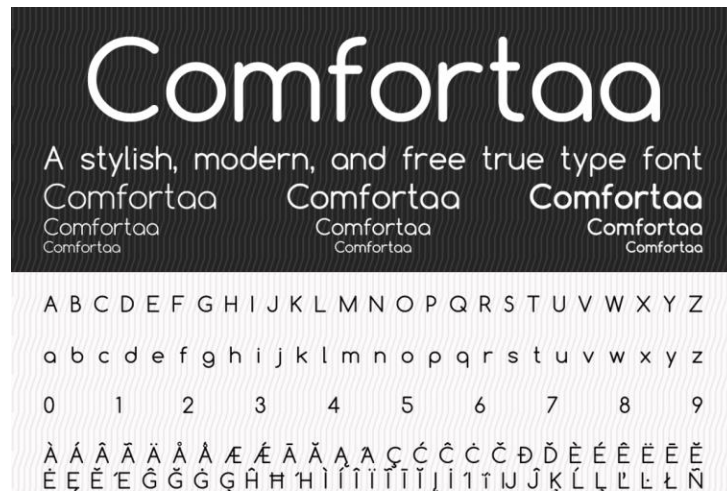 Comfortaa
A stylish, modern, and free true type font
Comfortaa Comfortaa Comfortaa
Comfortaa Comfortaa Comfortaa
Comfortaa Comfortaa Comfortaa
A B C D E F G H I J K L M N O P Q R S T U V W X Y Z
a b c d e f g h i j k l m n o p q r s t u v w x y z
0 1 2 3 4 5 6 7 8 9